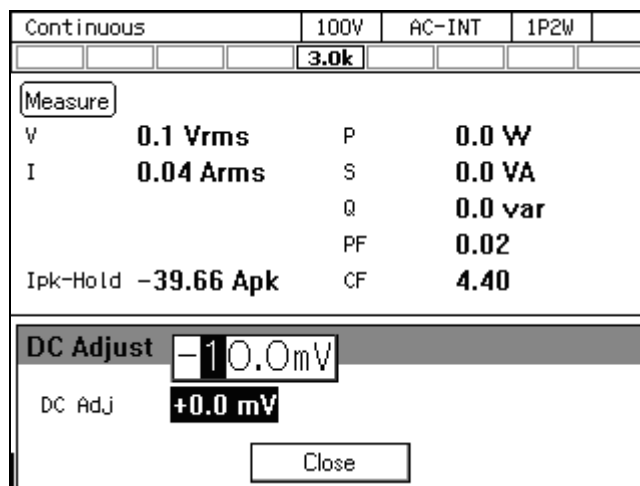 Continuous 100V AC-INT 1P2W
3.0k
Measure
V 0.1 Vrms P 0.0 W
I 0.04 Arms S 0.0 VA
Q 0.0 var
PF 0.02
Ipk-Hold -39.66 Apk CF 4.40
DC Adjust -10.0mV
DC Adj +0.0 mV
Close